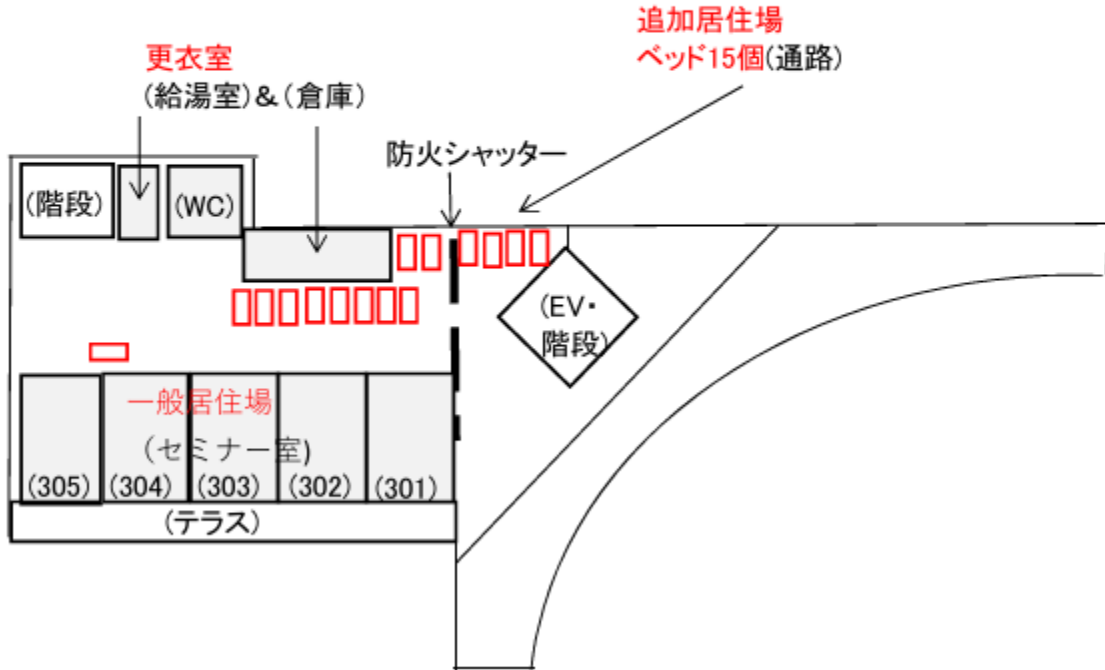 追加居住場
ベッド15個(通路)
更衣室
(給湯室)&(倉庫)
防火シャッター
(階段)
(WC)
(EV・
階段)
一般居住場
(セミナー室)
(305)
(304)
(303)
(302)
(301)
(テラス)